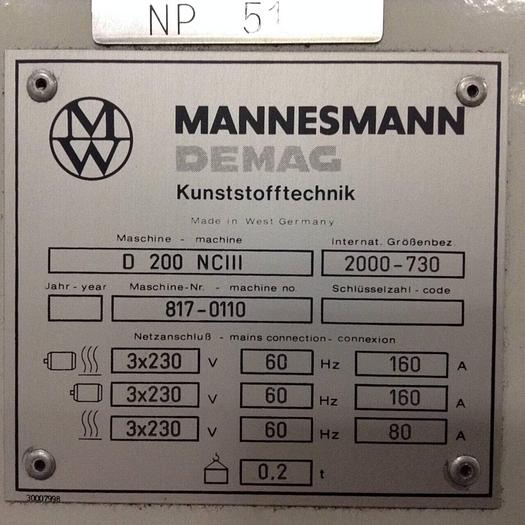 NP 51
MW
MANNESMANN
DEMAG
Kunststofftechnik
Made in West Germany
Maschine - machine Internat. Größenbez.
D 200 NCIII 2000-730
Jahr - year Maschine-Nr. - machine no. Schlüsselzahl - code
817-0110
Netzanschluß - mains connection - connexion
3x230 V 60 Hz 160 A
3x230 V 60 Hz 160 A
3x230 V 60 Hz 80 A
0,2 t
30007998